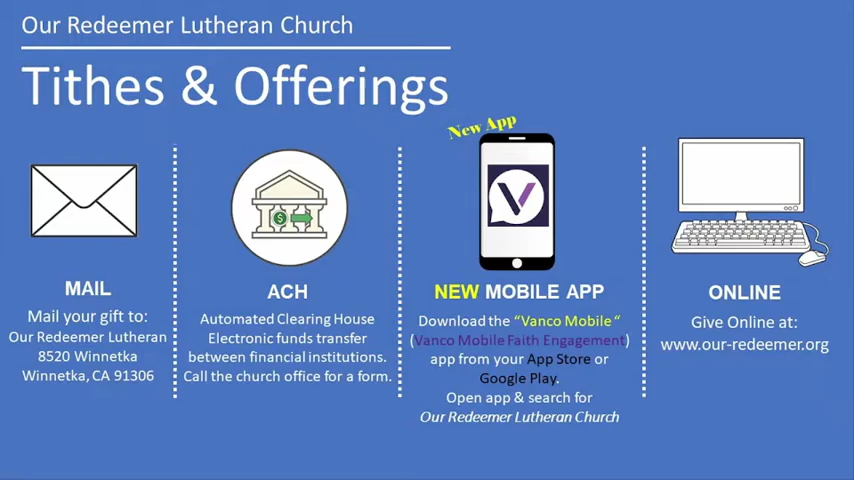 Our Redeemer Lutheran Church
Tithes & Offerings
MAIL
Mail your gift to:
Our Redeemer Lutheran
8520 Winnetka
Winnetka, CA 91306
$
ACH
Automated Clearing House
Electronic funds transfer
between financial institutions.
Call the church office for a form.
New App
V
NEW MOBILE APP
Download the “Vanco Mobile “
(Vanco Mobile Faith Engagement)
app from your App Store or
Google Play.
Open app & search for
Our Redeemer Lutheran Church
ONLINE
Give Online at:
www.our-redeemer.org